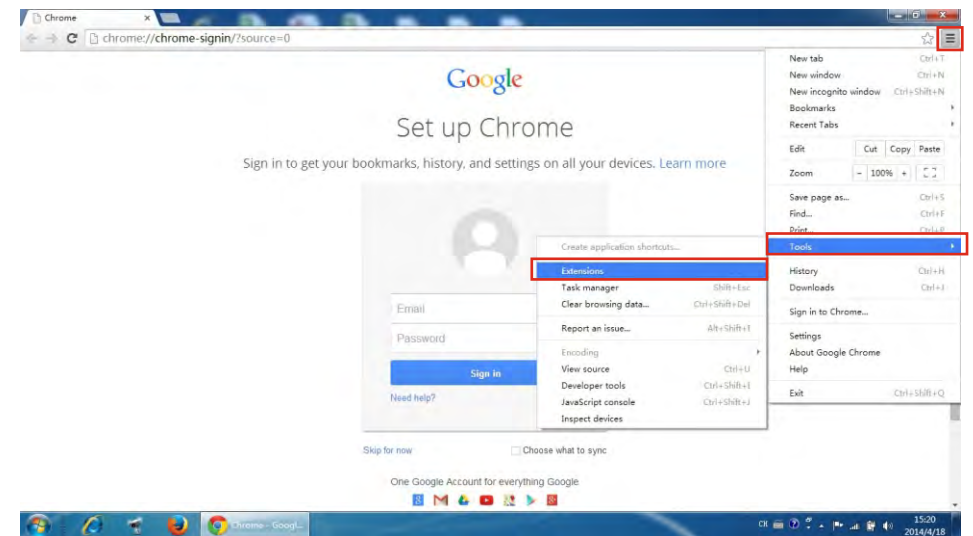 Chrome
chrome://chrome-signin/?source=0
Google
Set up Chrome
Sign in to get your bookmarks, history, and settings on all your devices. Learn more
Email
Password
Sign in
Need help?
Skip for now
Choose what to sync
One Google Account for everything Google
New tab Ctrl+T
New window Ctrl+N
New incognito window Ctrl+Shift+N
Bookmarks
Recent Tabs
Edit Cut Copy Paste
Zoom - 100% +
Save page as... Ctrl+S
Find... Ctrl+F
Print... Ctrl+P
Tools
History Ctrl+H
Downloads Ctrl+J
Sign in to Chrome...
Settings
About Google Chrome
Help
Exit Ctrl+Shift+Q
Create application shortcuts...
Extensions
Task manager Shift+Esc
Clear browsing data... Ctrl+Shift+Del
Report an issue... Alt+Shift+I
Encoding
View source Ctrl+U
Developer tools Ctrl+Shift+I
JavaScript console Ctrl+Shift+J
Inspect devices
Chrome - Googl...
CH
15:20
2014/4/18